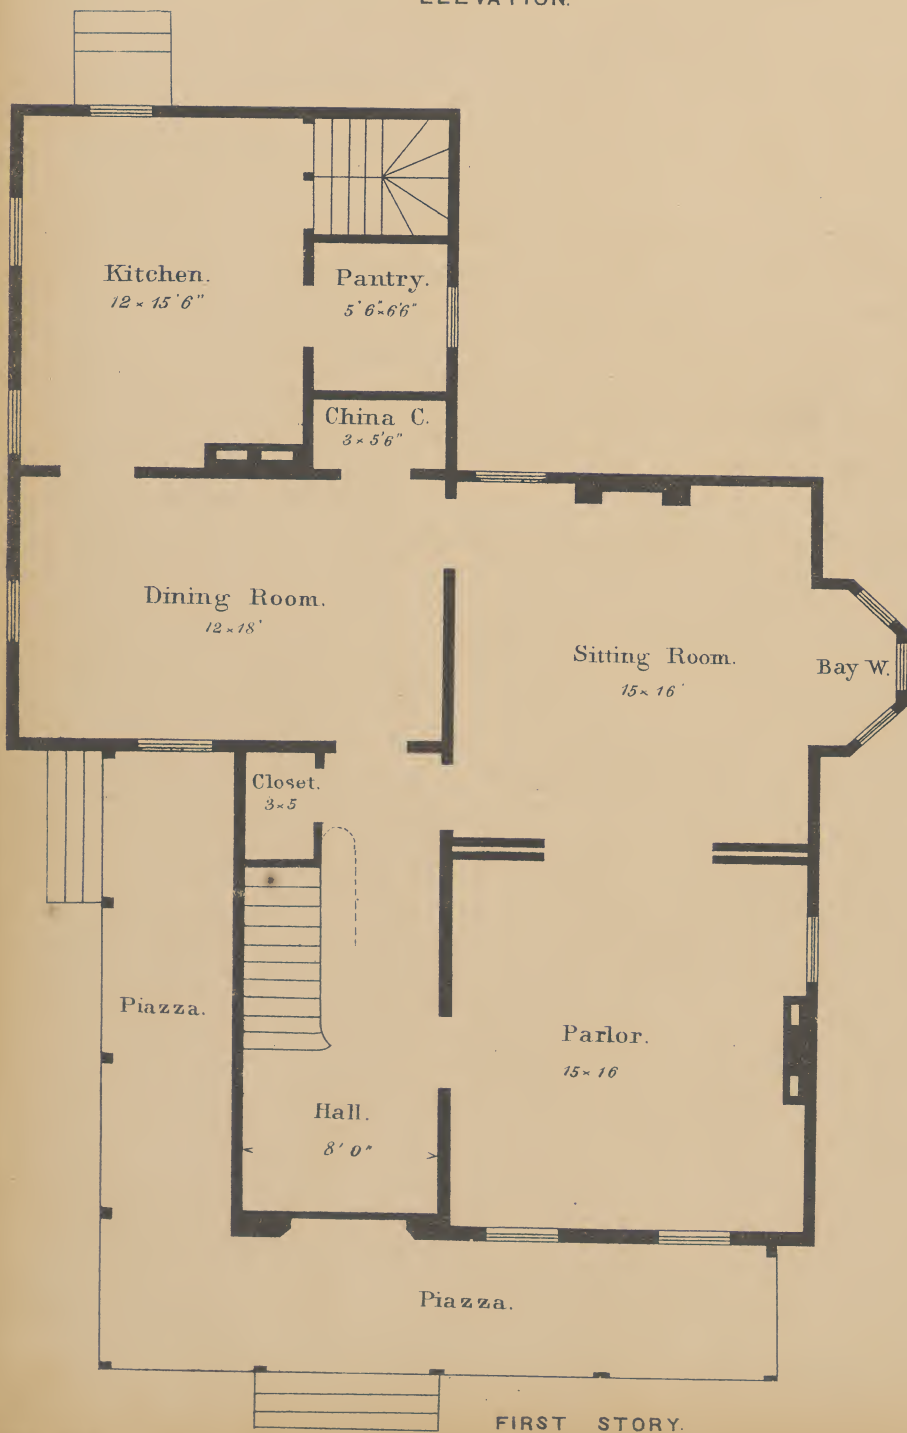 ELEVATION.
Kitchen.
12 × 15'6"
Pantry.
5'6"×6'6"
China C.
3 × 5'6"
Dining Room.
12 × 18'
Sitting Room.
15 × 16'
Bay W.
Closet.
3×5
Piazza.
Parlor.
15 × 16
Hall.
8' 0"
Piazza.
FIRST STORY.